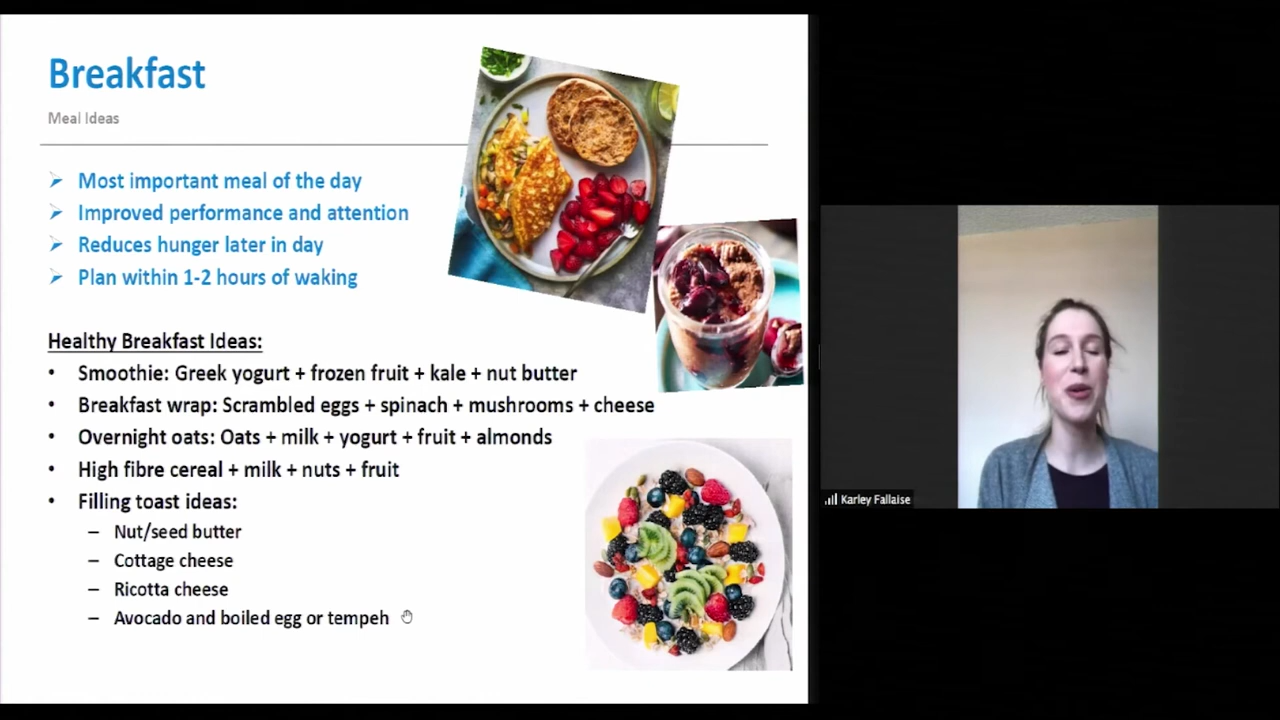 Breakfast
Meal Ideas
➢ Most important meal of the day
➢ Improved performance and attention
➢ Reduces hunger later in day
➢ Plan within 1-2 hours of waking
Healthy Breakfast Ideas:
• Smoothie: Greek yogurt + frozen fruit + kale + nut butter
• Breakfast wrap: Scrambled eggs + spinach + mushrooms + cheese
• Overnight oats: Oats + milk + yogurt + fruit + almonds
• High fibre cereal + milk + nuts + fruit
• Filling toast ideas:
– Nut/seed butter
– Cottage cheese
– Ricotta cheese
– Avocado and boiled egg or tempeh
Karley Fallaise